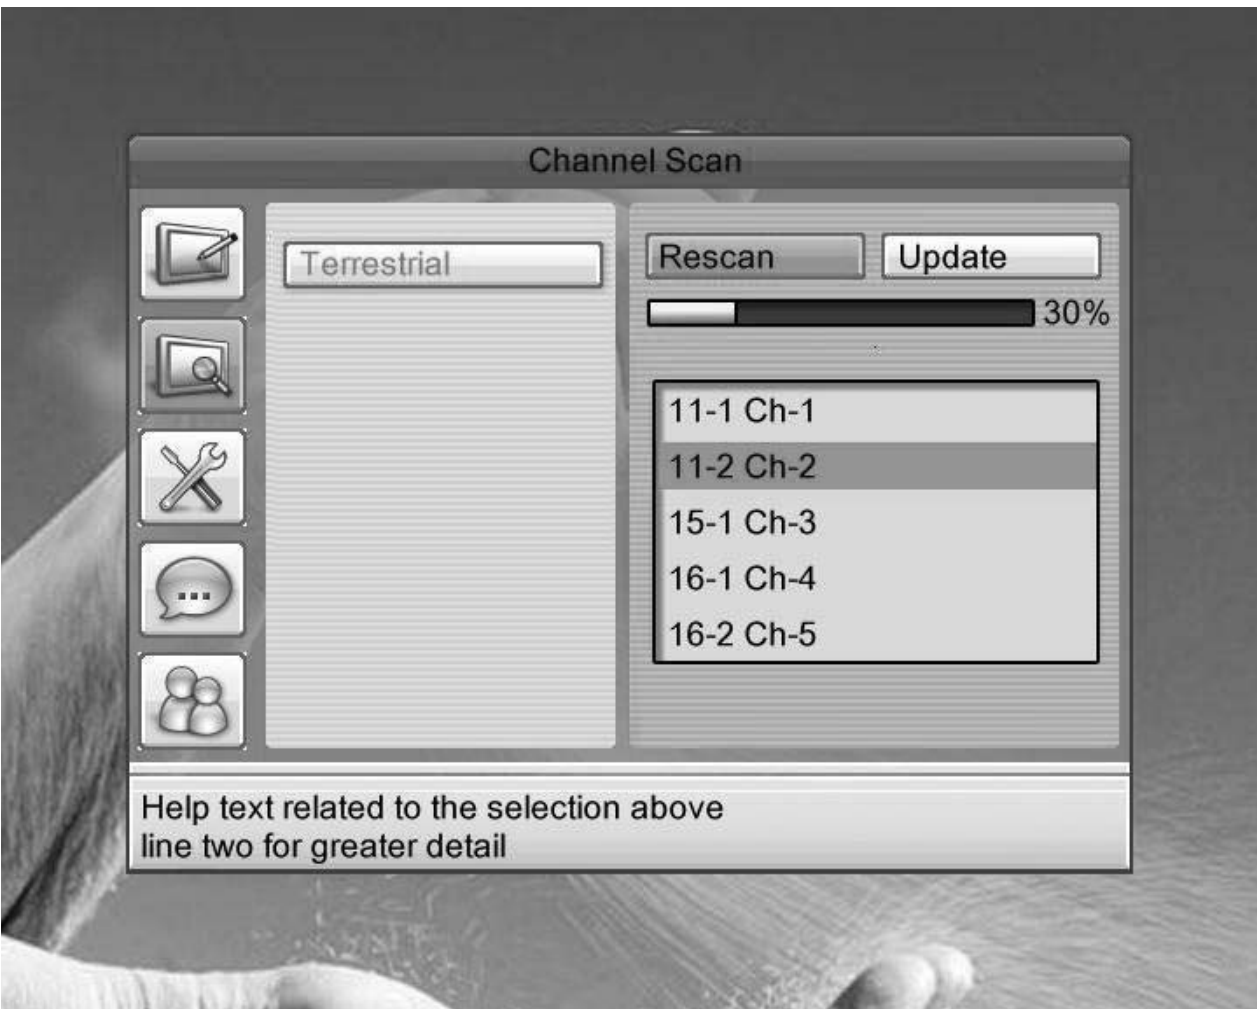 Channel Scan
Terrestrial
Rescan
Update
30%
11-1 Ch-1
11-2 Ch-2
15-1 Ch-3
16-1 Ch-4
16-2 Ch-5
Help text related to the selection above
line two for greater detail